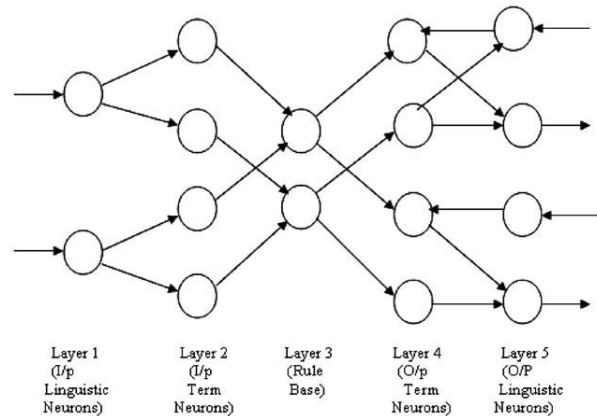 Layer 1
(I/p
Linguistic
Neurons)
Layer 2
(I/p
Term
Neurons)
Layer 3
(Rule
Base)
Layer 4
(O/p
Term
Neurons)
Layer 5
(O/P
Linguistic
Neurons)